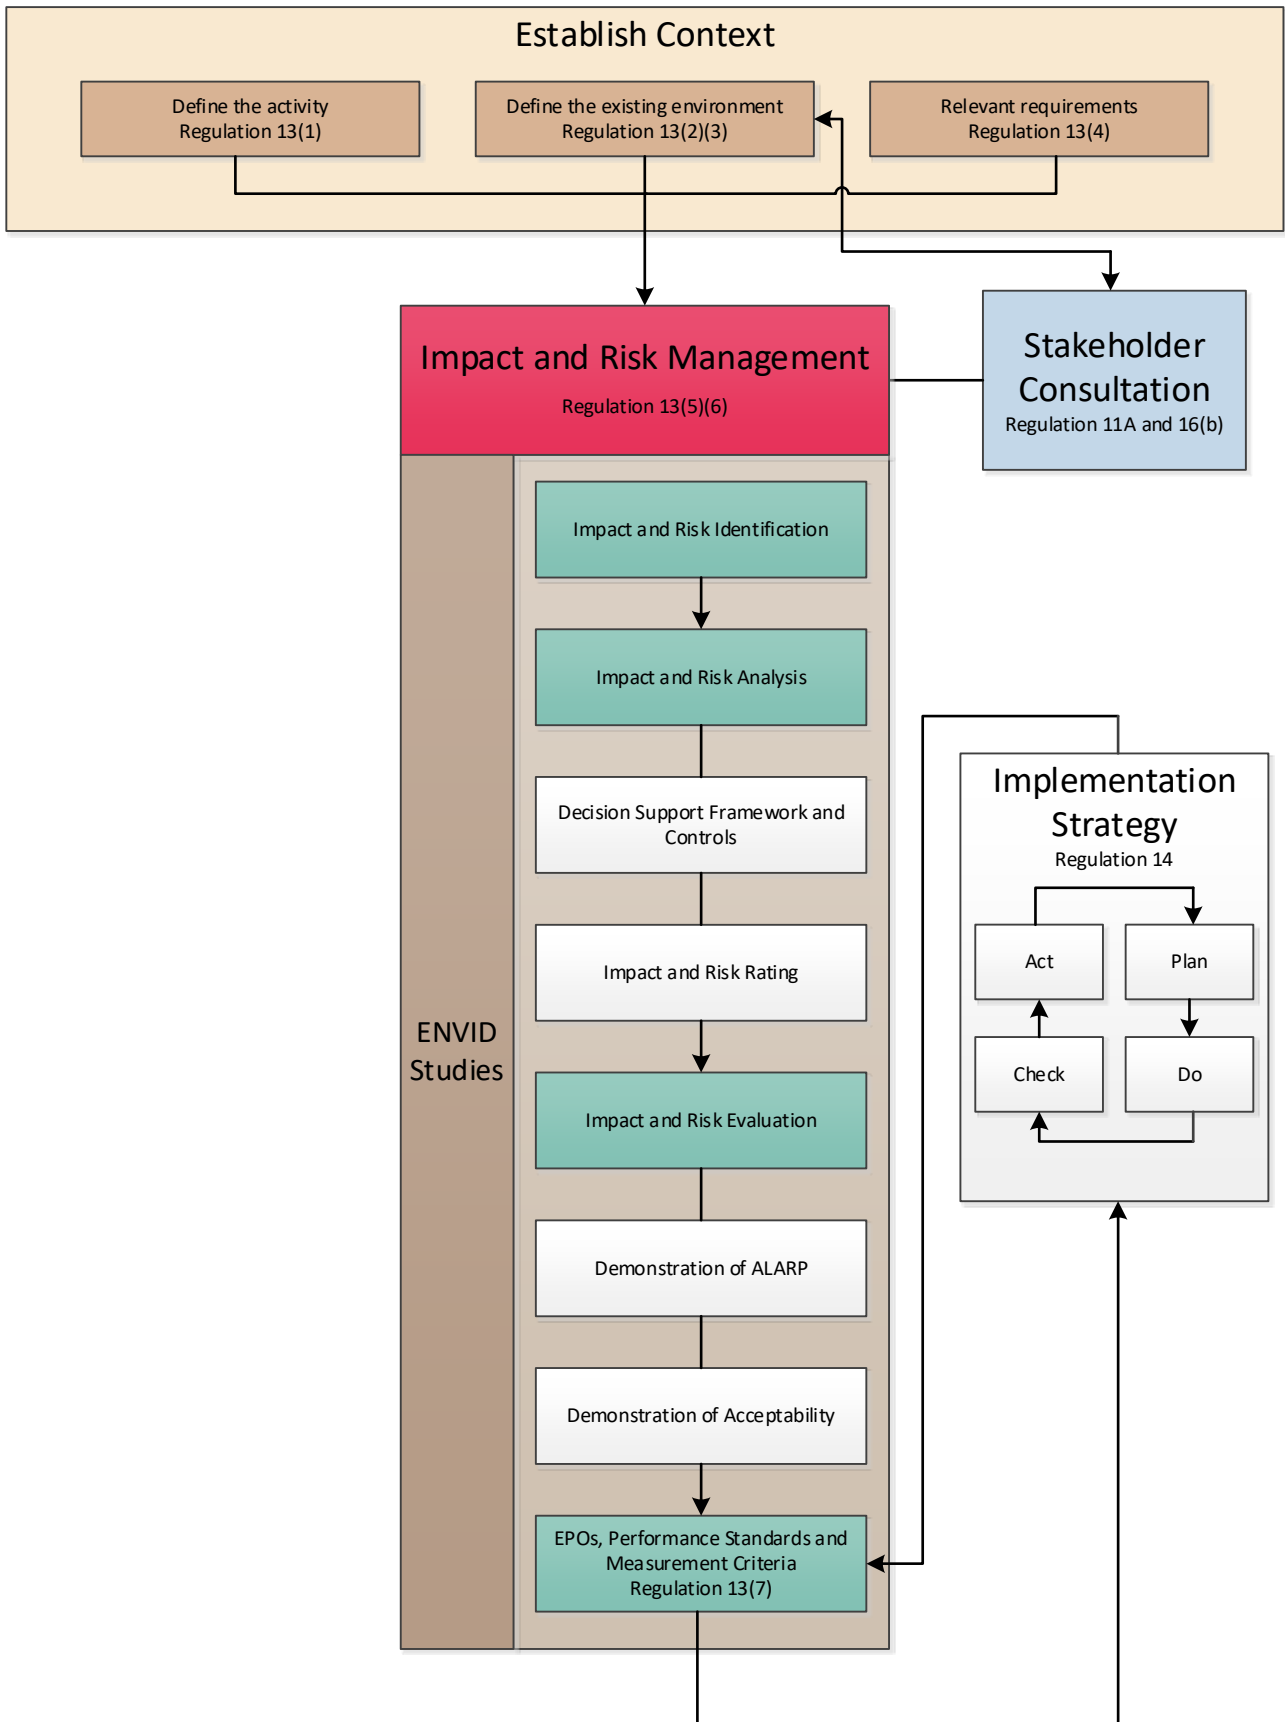 Establish Context
Define the activity
Regulation 13(1)
Define the existing environment
Regulation 13(2)(3)
Relevant requirements
Regulation 13(4)
Impact and Risk Management
Regulation 13(5)(6)
Stakeholder
Consultation
Regulation 11A and 16(b)
ENVID
Studies
Impact and Risk Identification
Impact and Risk Analysis
Decision Support Framework and
Controls
Impact and Risk Rating
Impact and Risk Evaluation
Demonstration of ALARP
Demonstration of Acceptability
EPOs, Performance Standards and
Measurement Criteria
Regulation 13(7)
Implementation
Strategy
Regulation 14
Act
Plan
Check
Do